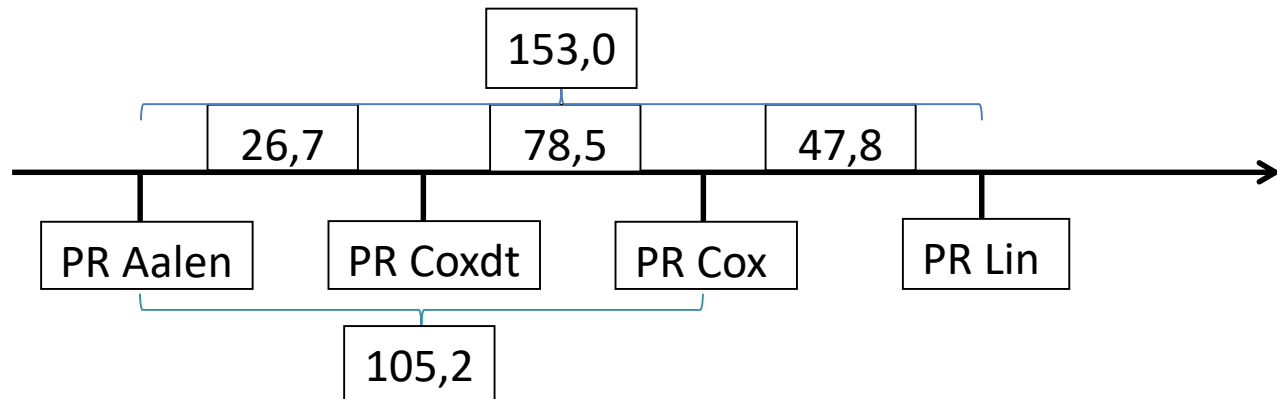 153,0
26,7
78,5
47,8
PR Aalen
PR Coxdt
PR Cox
PR Lin
105,2